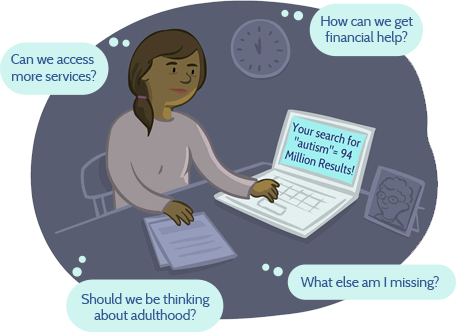 How can we get
financial help?
Can we access
more services?
Your search for
"autism"= 94
Million Results!
What else am I missing?
Should we be thinking
about adulthood?